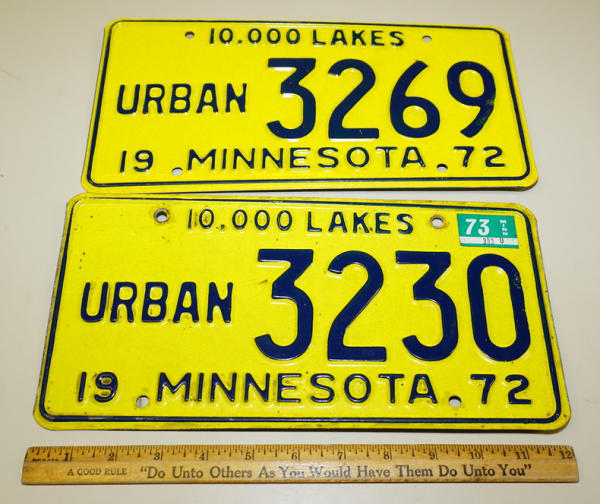 10.000 LAKES
URBAN 3269
19 MINNESOTA 72
10.000 LAKES
73 MINN
URBAN 3230
19 MINNESOTA 72
1 2 3 4 5 6 7 8 9 10 11 12
A GOOD RULE "Do Unto Others As You Would Have Them Do Unto You"